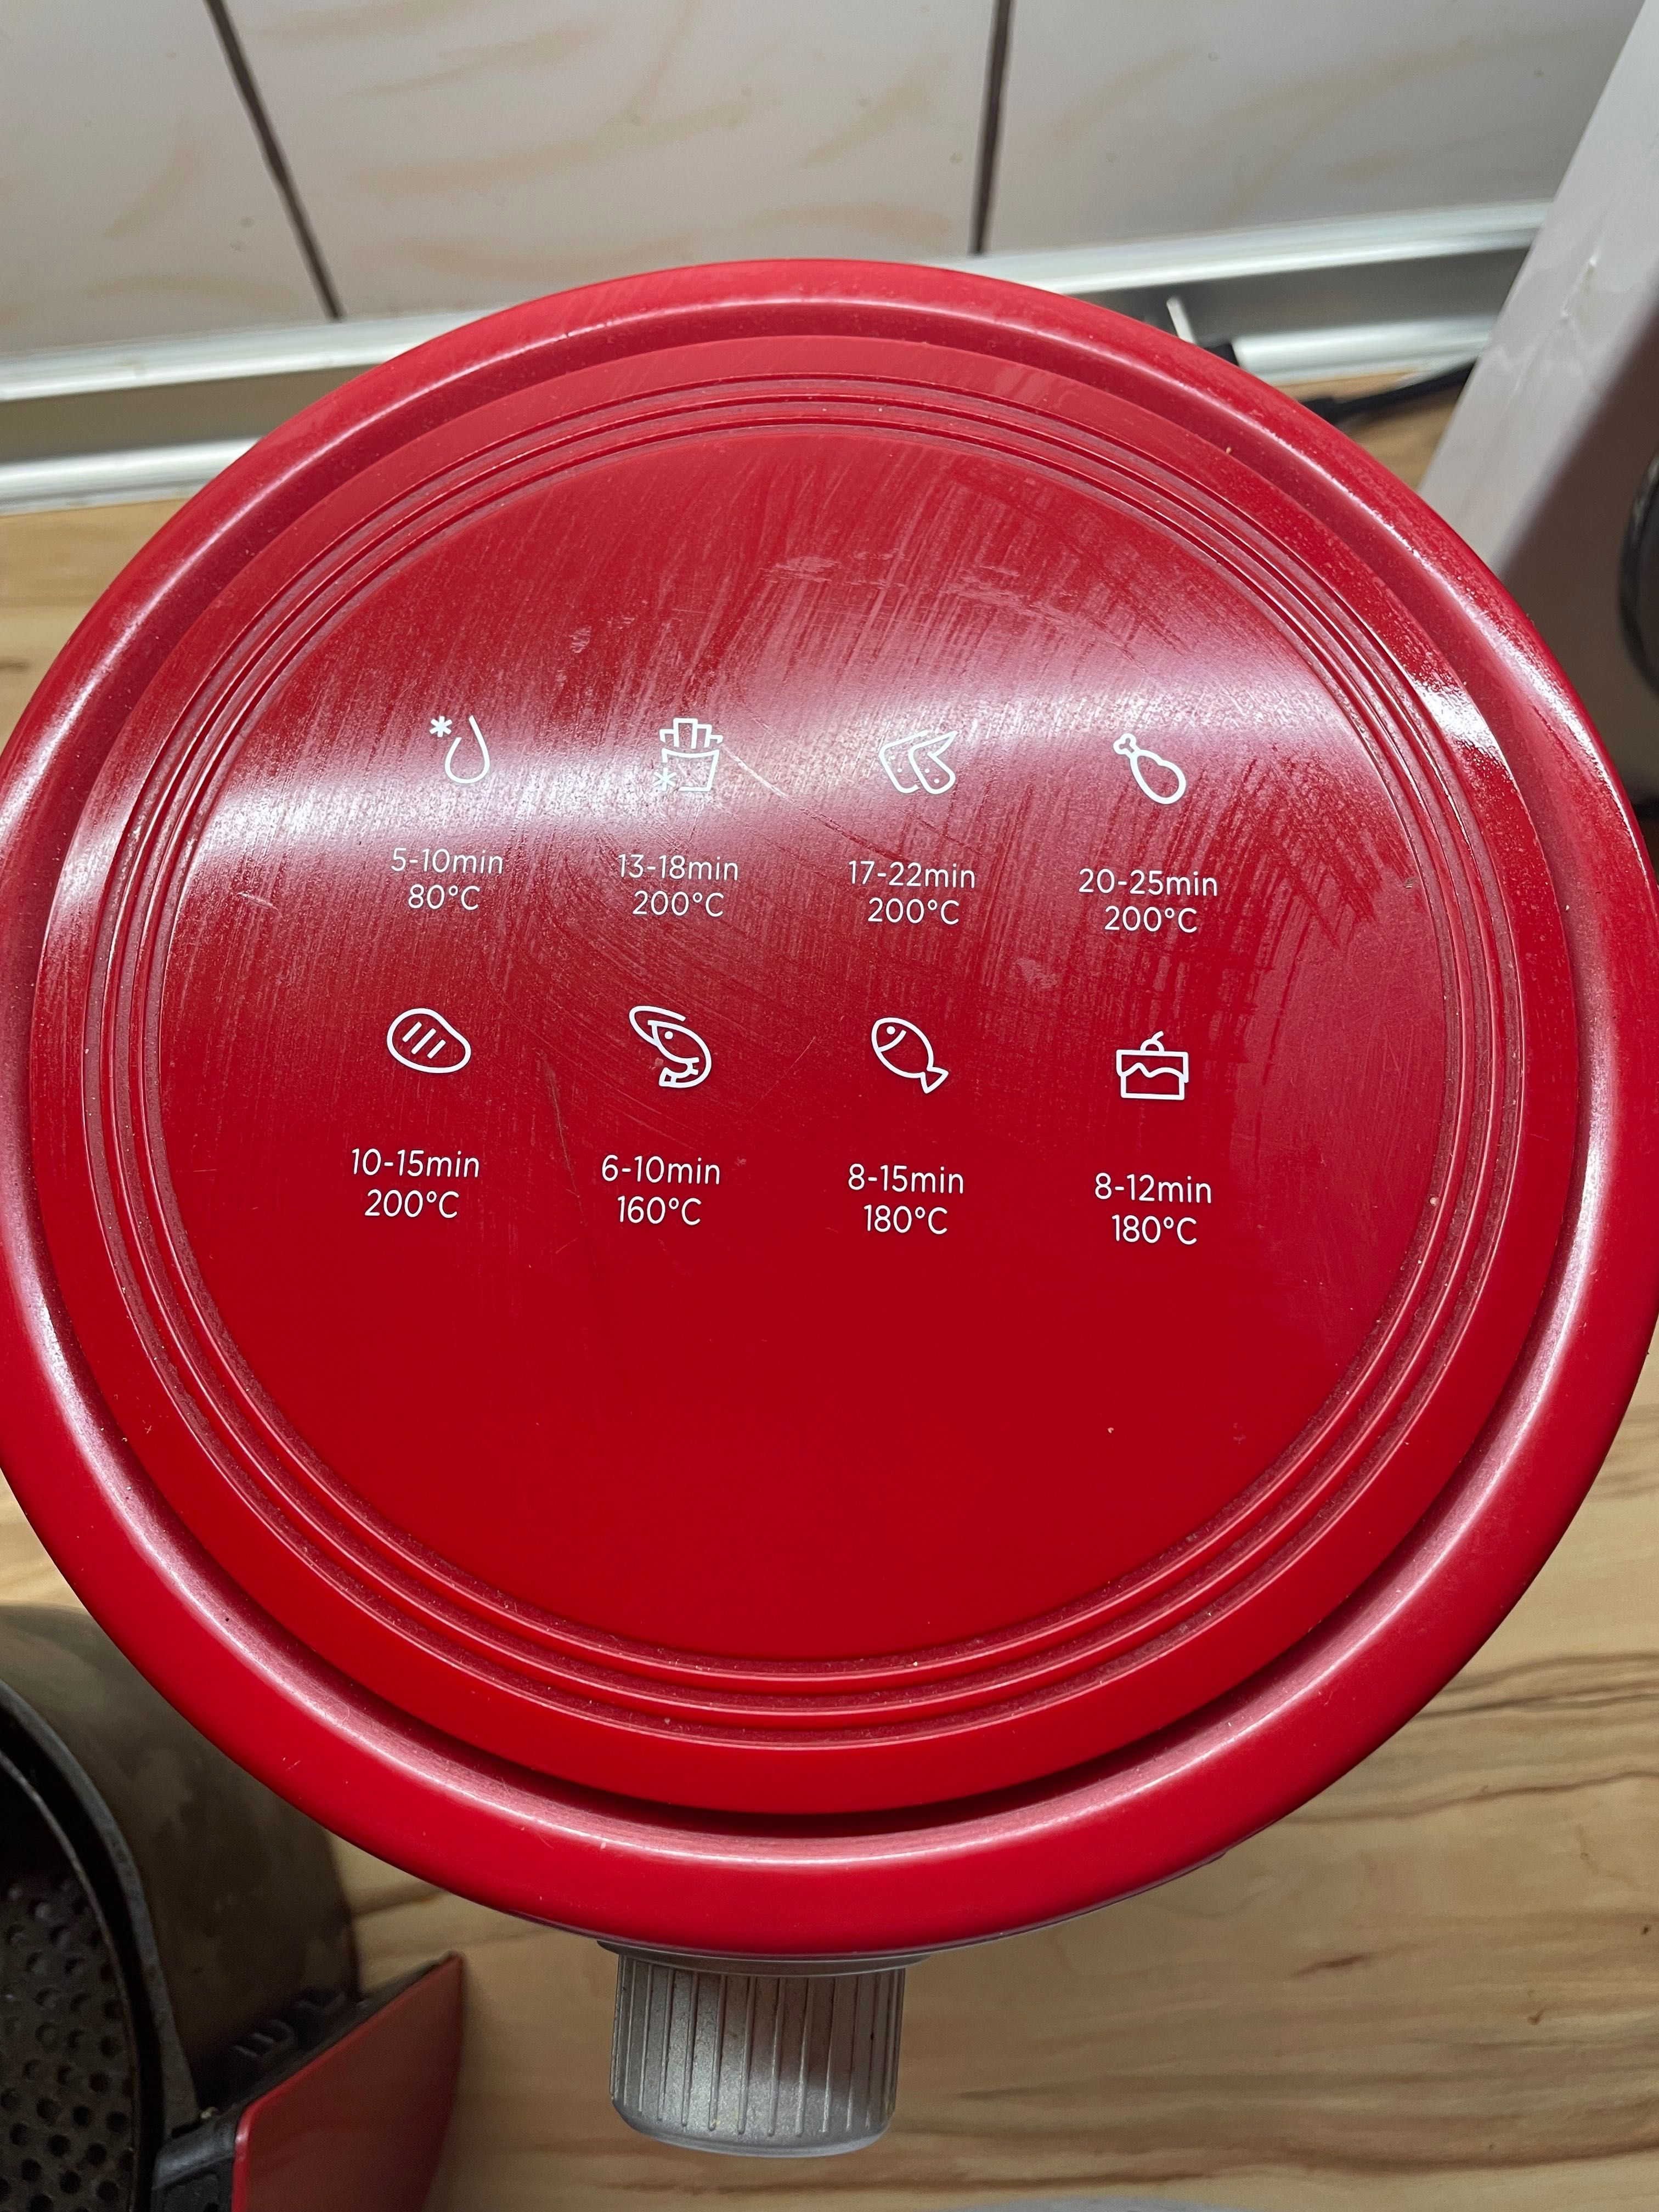 5-10min 13-18min 17-22min 20-25min
80°C 200°C 200°C 200°C
10-15min 6-10min 8-15min 8-12min
200°C 160°C 180°C 180°C